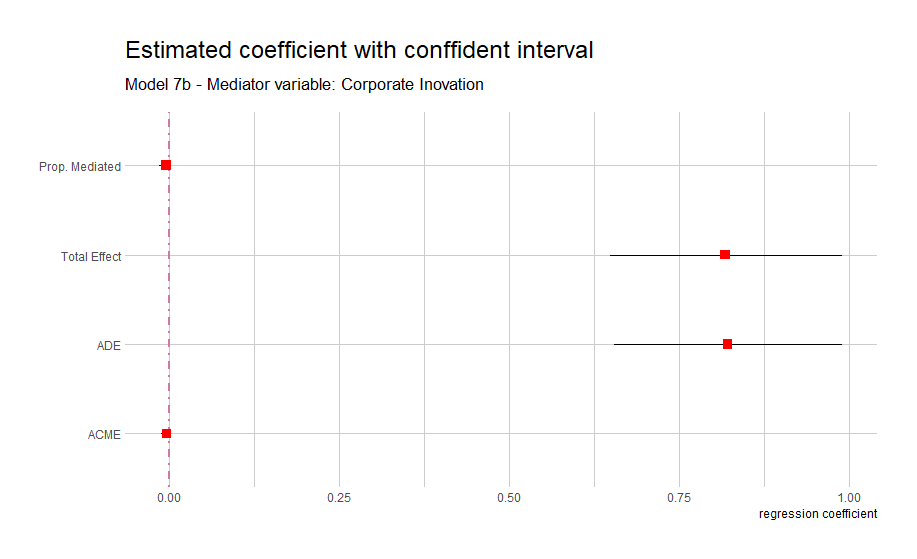 Estimated coefficient with conffident interval
Model 7b - Mediator variable: Corporate Inovation
Prop. Mediated
Total Effect
ADE
ACME
0.00 0.25 0.50 0.75 1.00
regression coefficient